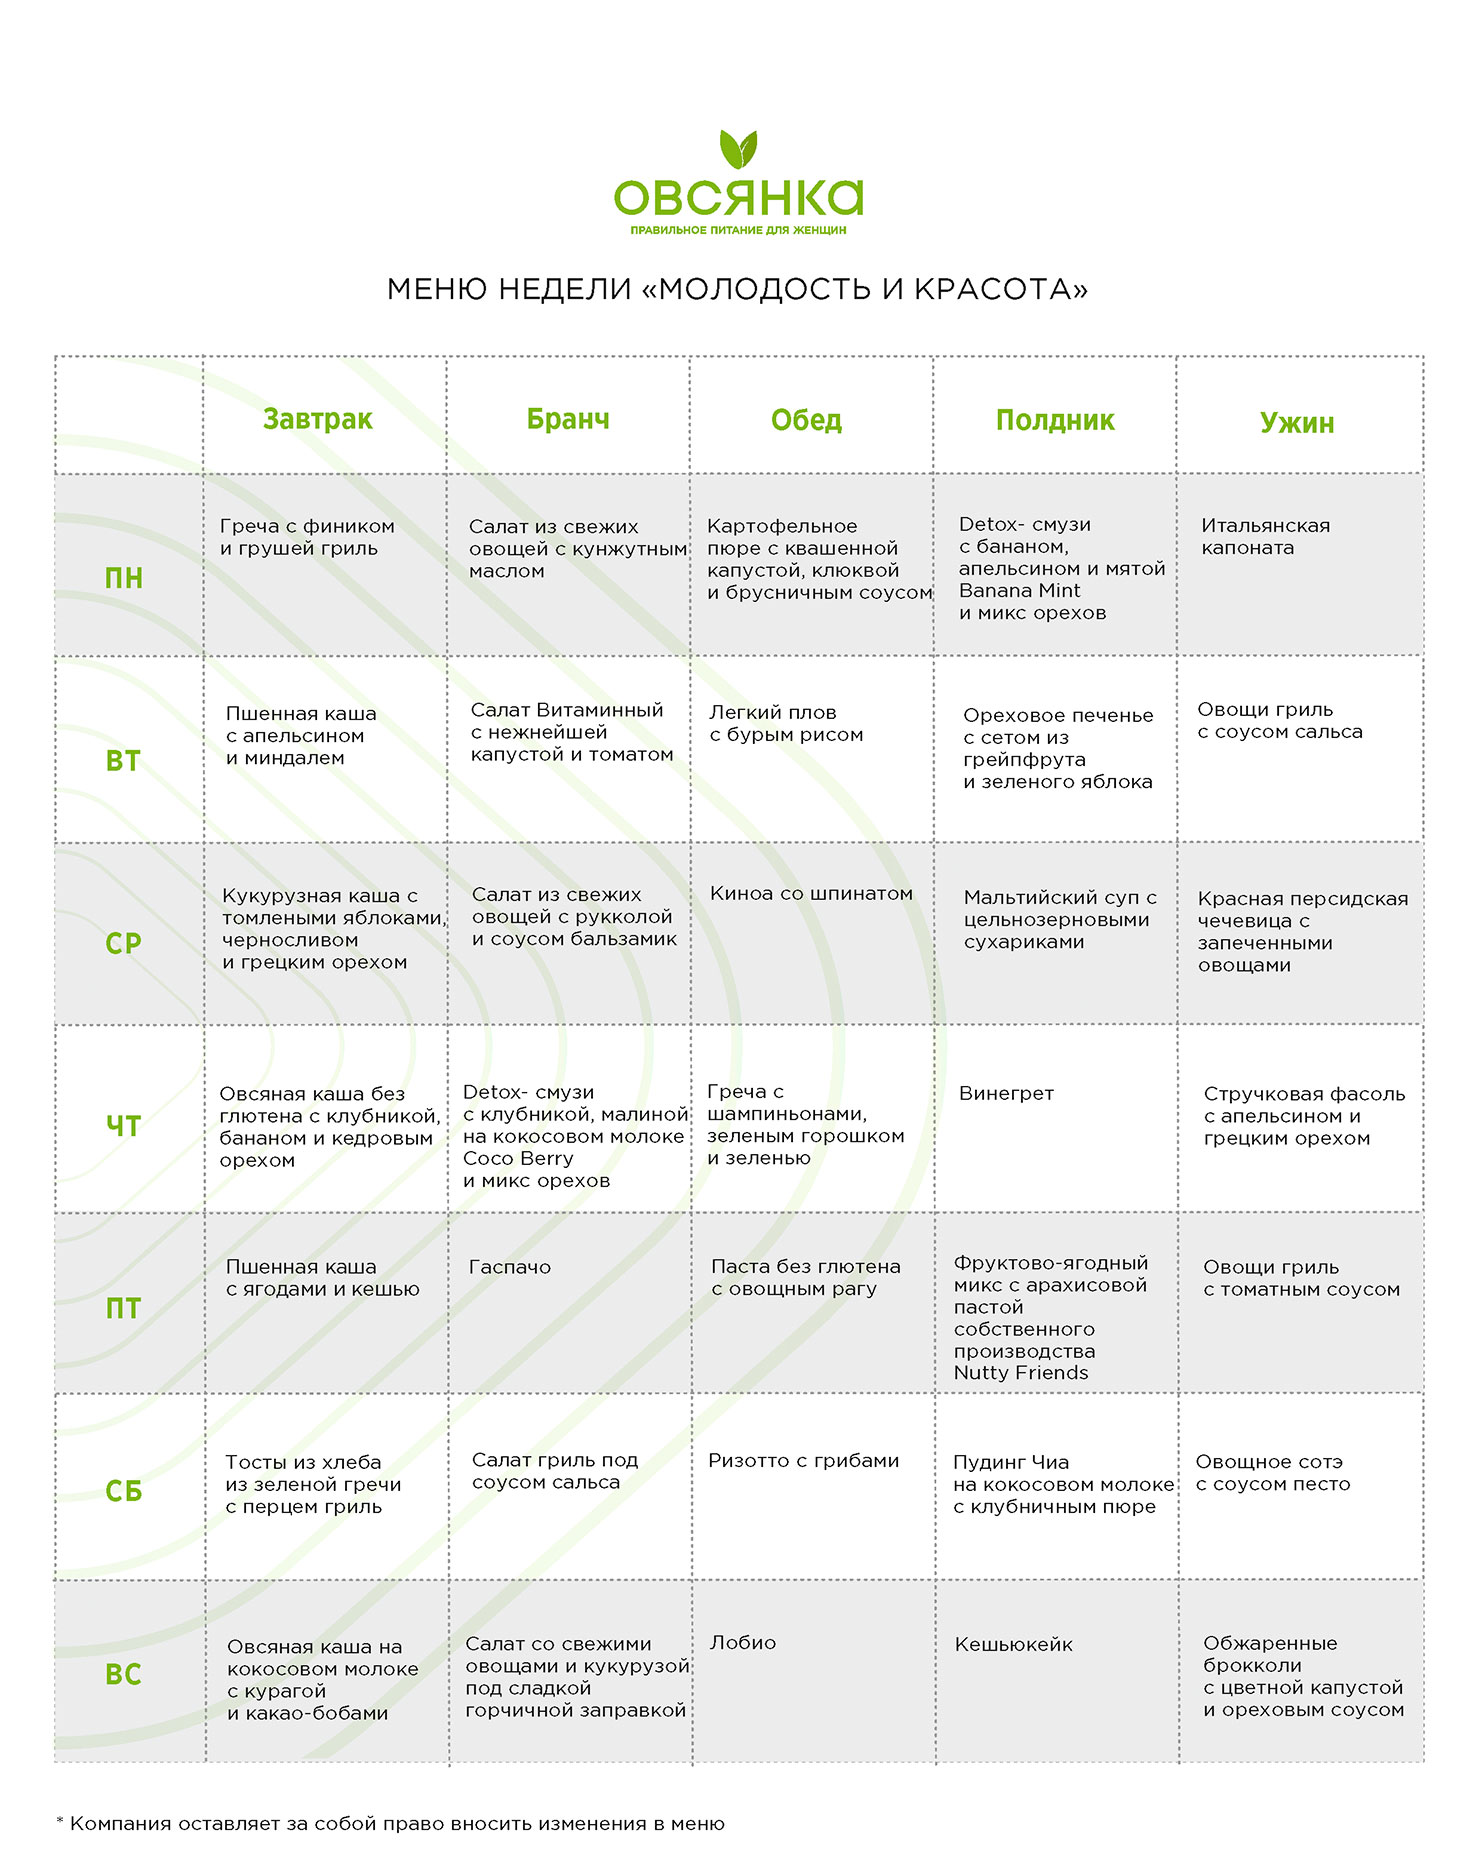 ОВСЯНКА
ПРАВИЛЬНОЕ ПИТАНИЕ ДЛЯ ЖЕНЩИН
МЕНЮ НЕДЕЛИ «МОЛОДОСТЬ И КРАСОТА»
Завтрак
Бранч
Обед
Полдник
Ужин
ПН
Греча с фиником
и грушей гриль
Салат из свежих
овощей с кунжутным
маслом
Картофельное
пюре с квашенной
капустой, клюквой
и брусничным соусом
Detox- смузи
с бананом,
апельсином и мятой
Banana Mint
и микс орехов
Итальянская
капоната
ВТ
Пшенная каша
с апельсином
и миндалем
Салат Витаминный
с нежнейшей
капустой и томатом
Легкий плов
с бурым рисом
Ореховое печенье
с сетом из
грейпфрута
и зеленого яблока
Овощи гриль
с соусом сальса
СР
Кукурузная каша с
томлеными яблоками,
черносливом
и грецким орехом
Салат из свежих
овощей с рукколой
и соусом бальзамик
Киноа со шпинатом
Мальтийский суп с
цельнозерновыми
сухариками
Красная персидская
чечевица с
запеченными
овощами
ЧТ
Овсяная каша без
глютена с клубникой,
бананом и кедровым
орехом
Detox- смузи
с клубникой, малиной
на кокосовом молоке
Coco Berry
и микс орехов
Греча с
шампиньонами,
зеленым горошком
и зеленью
Винегрет
Стручковая фасоль
с апельсином и
грецким орехом
ПТ
Пшенная каша
с ягодами и кешью
Гаспачо
Паста без глютена
с овощным рагу
Фруктово-ягодный
микс с арахисовой
пастой
собственного
производства
Nutty Friends
Овощи гриль
с томатным соусом
СБ
Тосты из хлеба
из зеленой гречи
с перцем гриль
Салат гриль под
соусом сальса
Ризотто с грибами
Пудинг Чиа
на кокосовом молоке
с клубничным пюре
Овощное сотэ
с соусом песто
ВС
Овсяная каша на
кокосовом молоке
с курагой
и какао-бобами
Салат со свежими
овощами и кукурузой
под сладкой
горчичной заправкой
Лобио
Кешьюкейк
Обжаренные
брокколи
с цветной капустой
и ореховым соусом
* Компания оставляет за собой право вносить изменения в меню